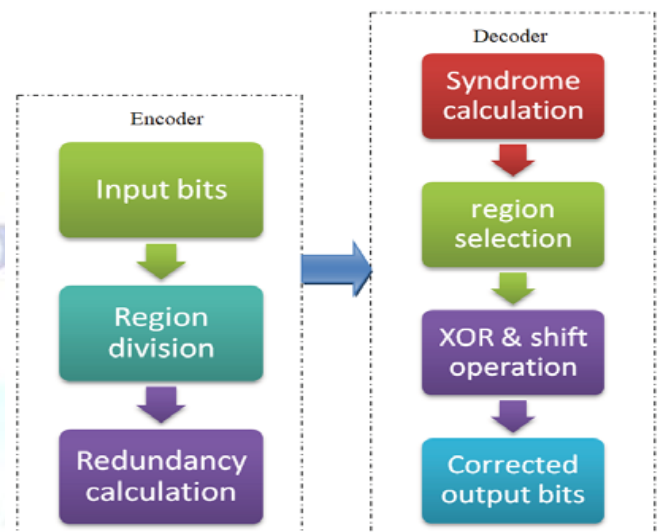 Encoder
Input bits
Region
division
Redundancy
calculation
Decoder
Syndrome
calculation
region
selection
XOR & shift
operation
Corrected
output bits